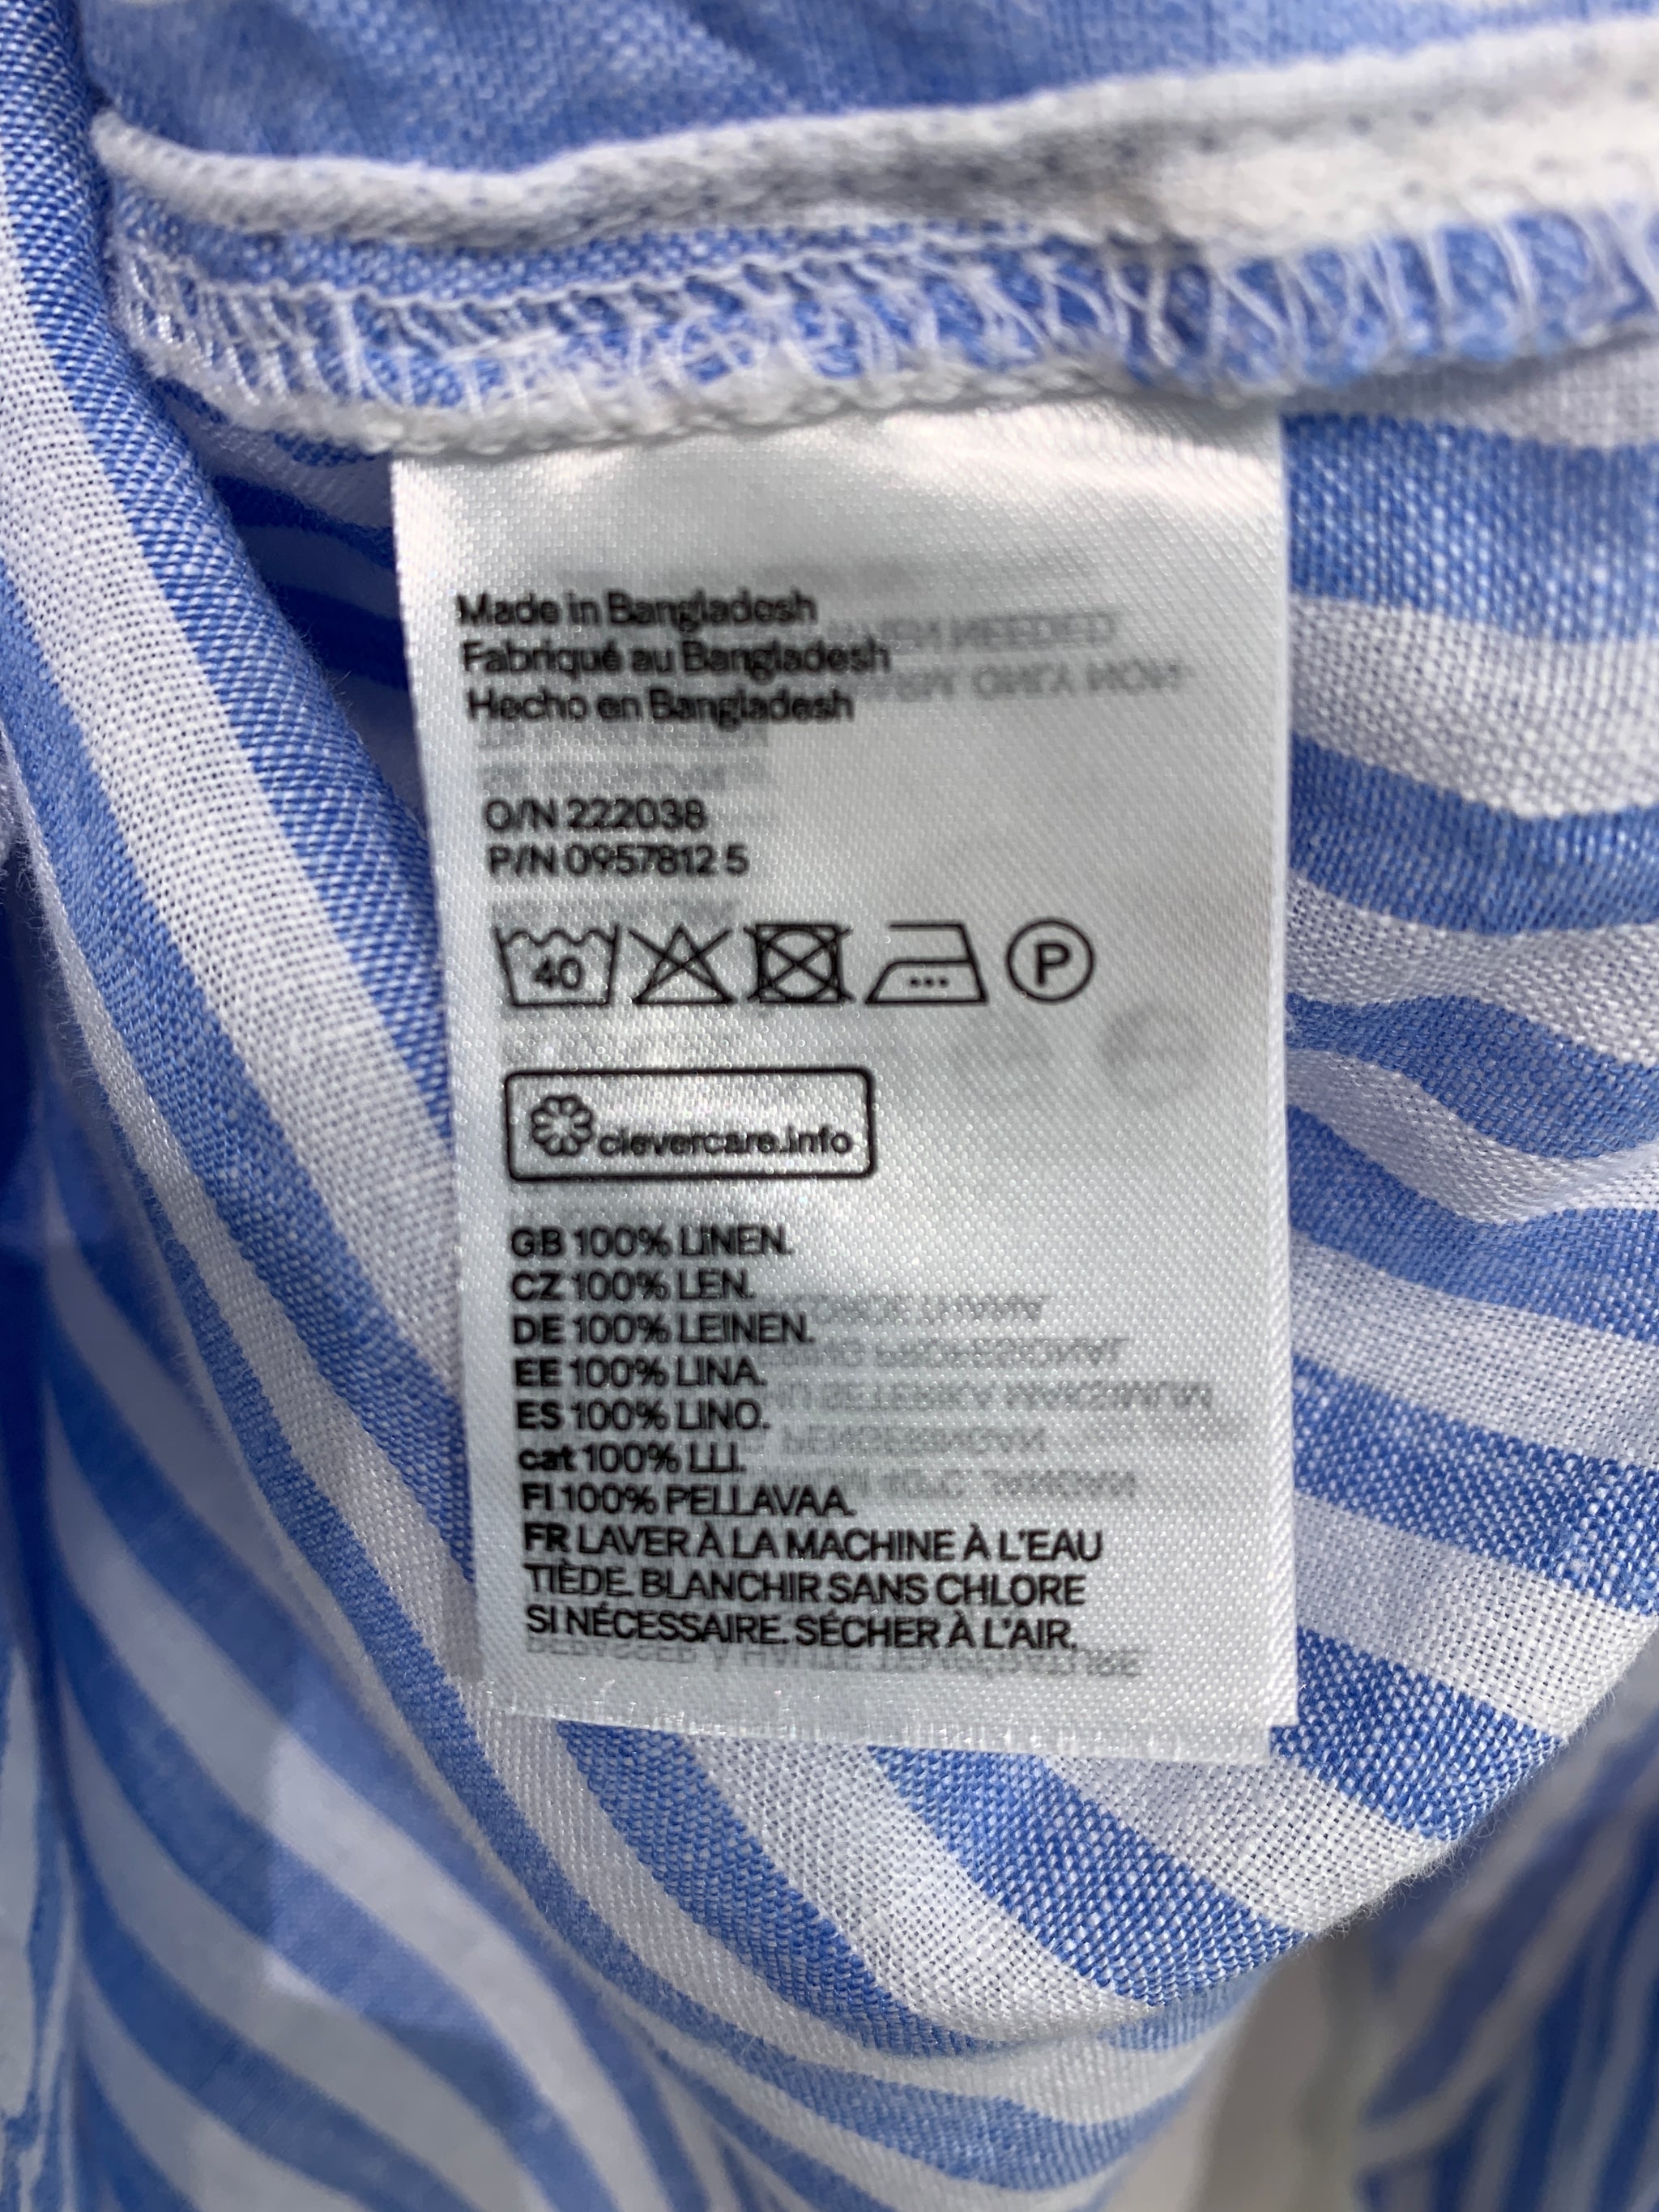 Made in Bangladesh
Fabriqué au Bangladesh
Hecho en Bangladesh
O/N 222038
P/N 0957812 5
40 P
clevercare.info
GB 100% LINEN.
CZ 100% LEN.
DE 100% LEINEN.
EE 100% LINA.
ES 100% LINO.
cat 100% LLI.
FI 100% PELLAVAA.
FR LAVER À LA MACHINE À L'EAU
TIÈDE. BLANCHIR SANS CHLORE
SI NÉCESSAIRE. SÉCHER À L'AIR.